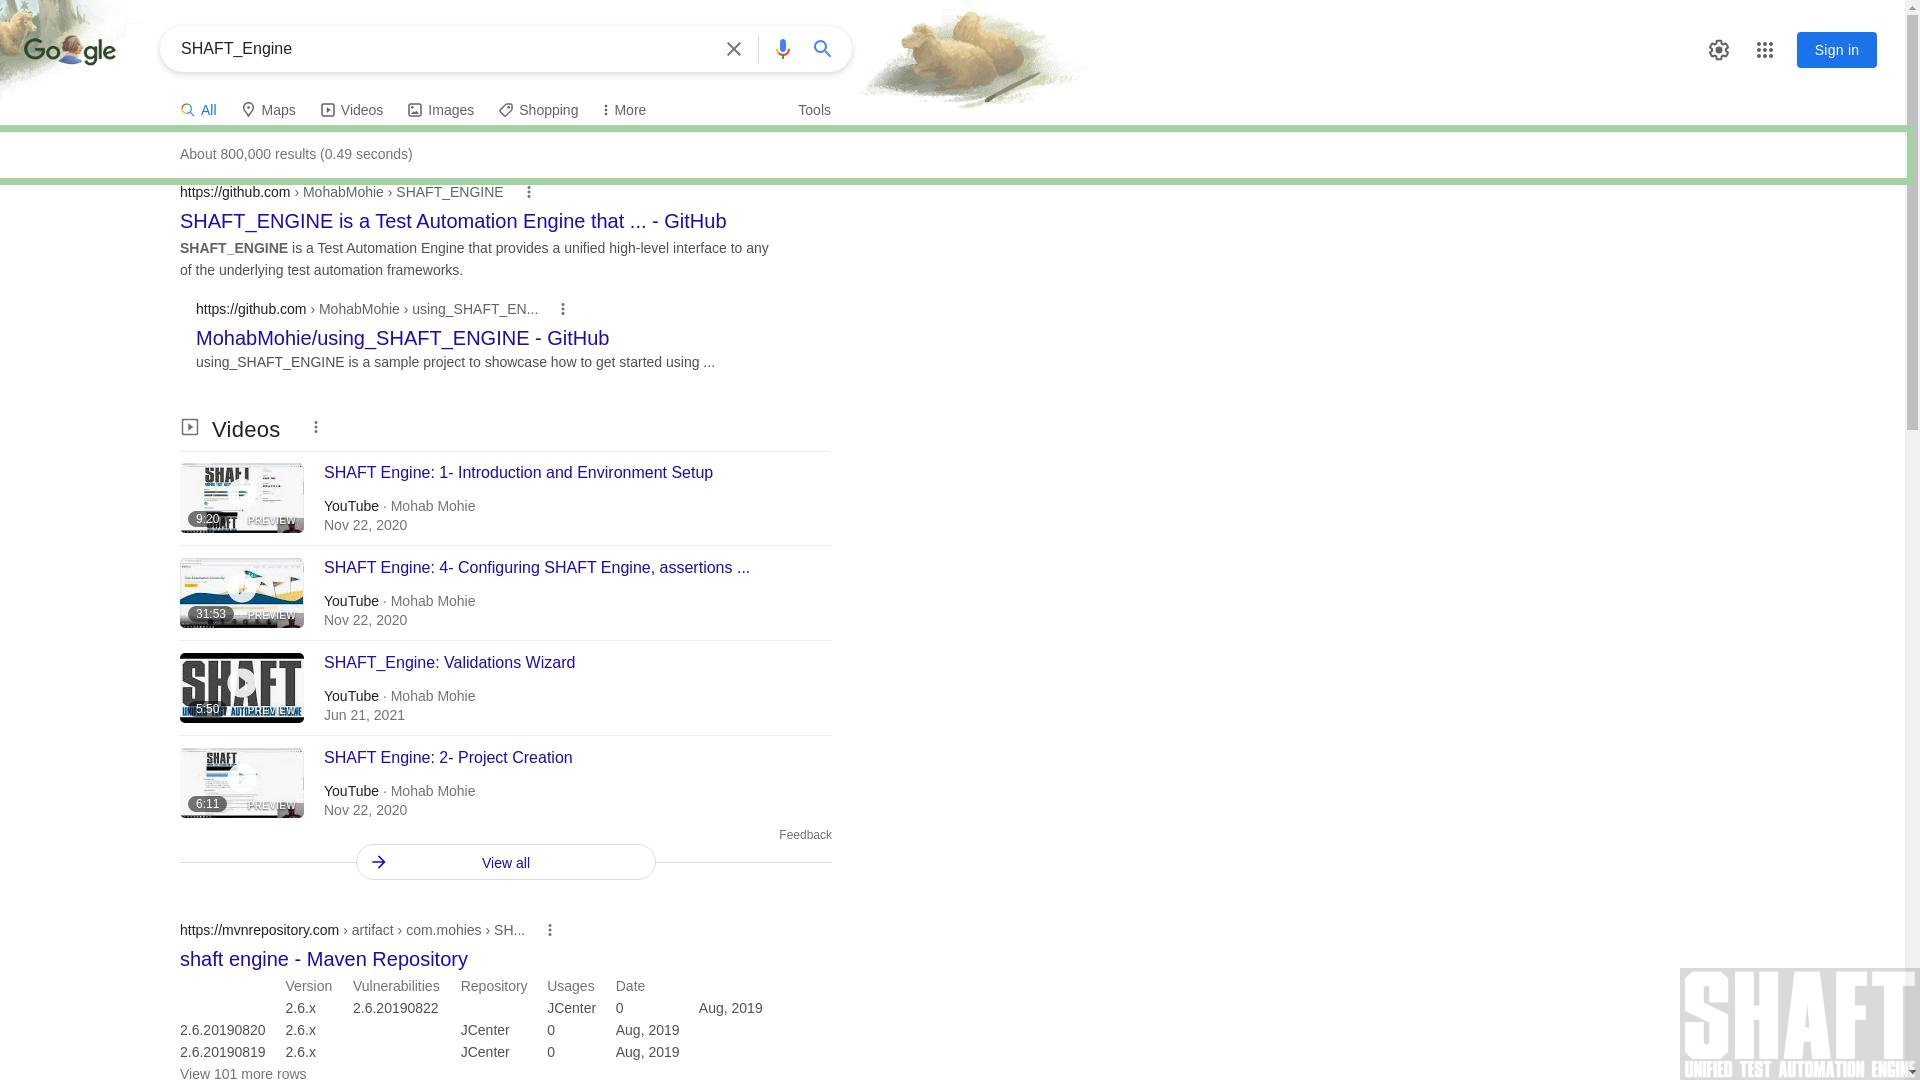 Google
SHAFT_Engine
Sign in
All
Maps
Videos
Images
Shopping
More
Tools
About 800,000 results (0.49 seconds)
https://github.com › MohabMohie › SHAFT_ENGINE
SHAFT_ENGINE is a Test Automation Engine that ... - GitHub
SHAFT_ENGINE is a Test Automation Engine that provides a unified high-level interface to any
of the underlying test automation frameworks.
https://github.com › MohabMohie › using_SHAFT_EN...
MohabMohie/using_SHAFT_ENGINE - GitHub
using_SHAFT_ENGINE is a sample project to showcase how to get started using ...
Videos
SHAFT
9:20
PREVIEW
SHAFT Engine: 1- Introduction and Environment Setup
YouTube · Mohab Mohie
Nov 22, 2020
31:53
PREVIEW
SHAFT Engine: 4- Configuring SHAFT Engine, assertions ...
YouTube · Mohab Mohie
Nov 22, 2020
SHAFT
5:50
PREVIEW
UNIFIED TEST AUTOMATION ENGINE
SHAFT_Engine: Validations Wizard
YouTube · Mohab Mohie
Jun 21, 2021
SHAFT
6:11
PREVIEW
SHAFT Engine: 2- Project Creation
YouTube · Mohab Mohie
Nov 22, 2020
Feedback
View all
https://mvnrepository.com › artifact › com.mohies › SH...
shaft engine - Maven Repository
Version Vulnerabilities Repository Usages Date
2.6.x 2.6.20190822 JCenter 0 Aug, 2019
2.6.20190820 2.6.x JCenter 0 Aug, 2019
2.6.20190819 2.6.x JCenter 0 Aug, 2019
View 101 more rows
SHAFT
UNIFIED TEST AUTOMATION ENGINE